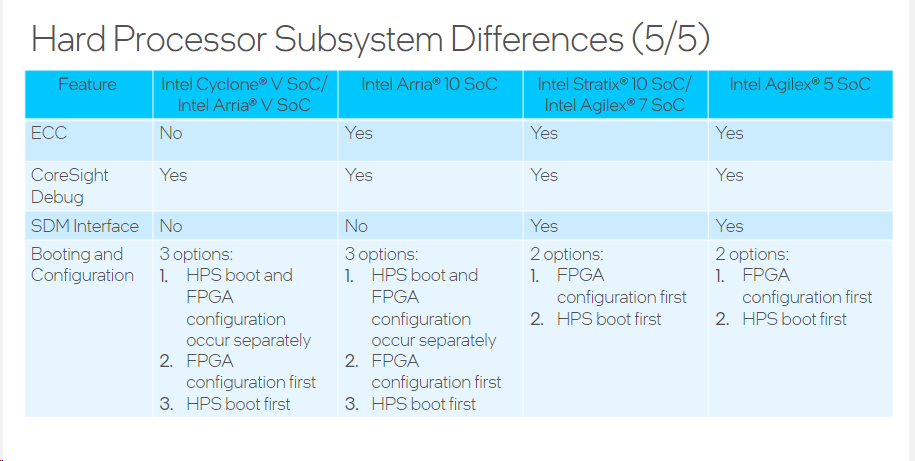 Hard Processor Subsystem Differences (5/5)
Feature
Intel Cyclone® V SoC/
Intel Arria® V SoC
Intel Arria® 10 SoC
Intel Stratix® 10 SoC/
Intel Agilex® 7 SoC
Intel Agilex® 5 SoC
ECC
No
Yes
Yes
Yes
CoreSight
Debug
Yes
Yes
Yes
Yes
SDM Interface
No
No
Yes
Yes
Booting and
Configuration
3 options:
1. HPS boot and
FPGA
configuration
occur separately
2. FPGA
configuration first
3. HPS boot first
3 options:
1. HPS boot and
FPGA
configuration
occur separately
2. FPGA
configuration first
3. HPS boot first
2 options:
1. FPGA
configuration first
2. HPS boot first
2 options:
1. FPGA
configuration first
2. HPS boot first